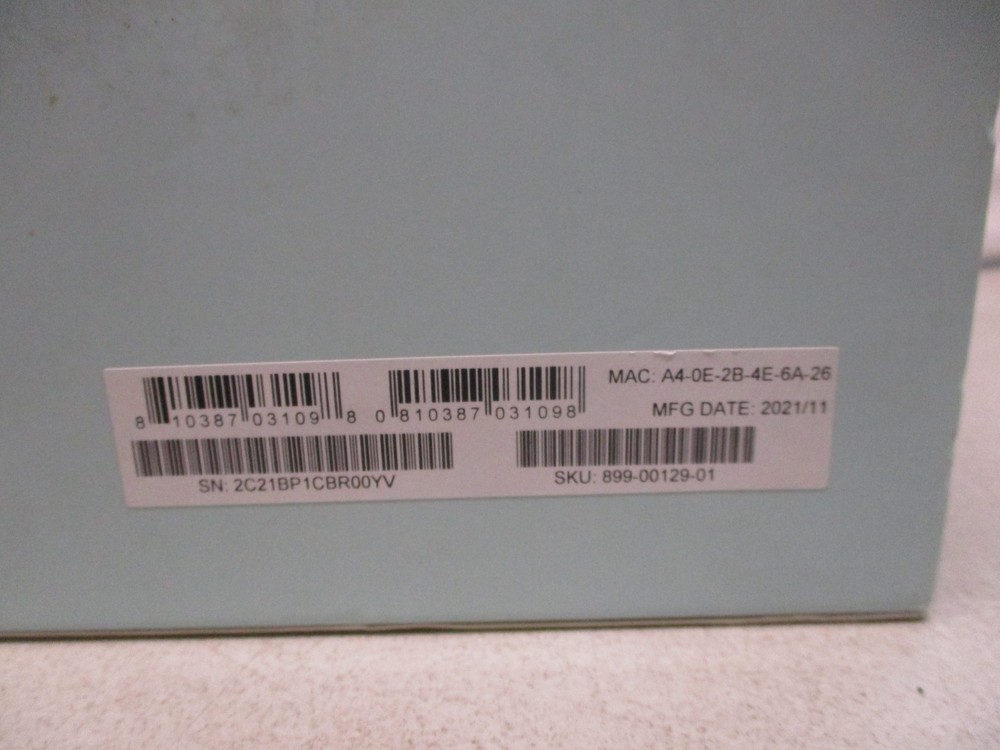 8 10387 03109 8 0 810387 031098 MAC: A4-0E-2B-4E-6A-26
MFG DATE: 2021/11
SN: 2C21BP1CBR00YV SKU: 899-00129-01